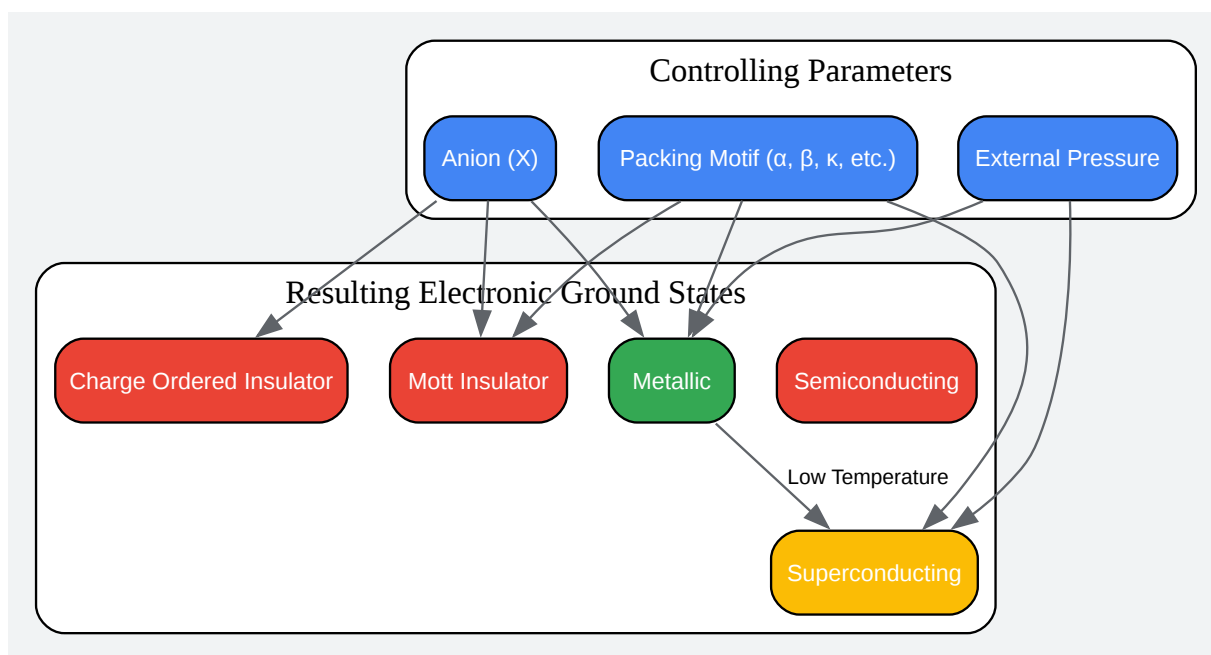 Controlling Parameters
Anion (X)
Packing Motif (α, β, κ, etc.)
External Pressure
Resulting Electronic Ground States
Charge Ordered Insulator
Mott Insulator
Metallic
Semiconducting
Low Temperature
Superconducting